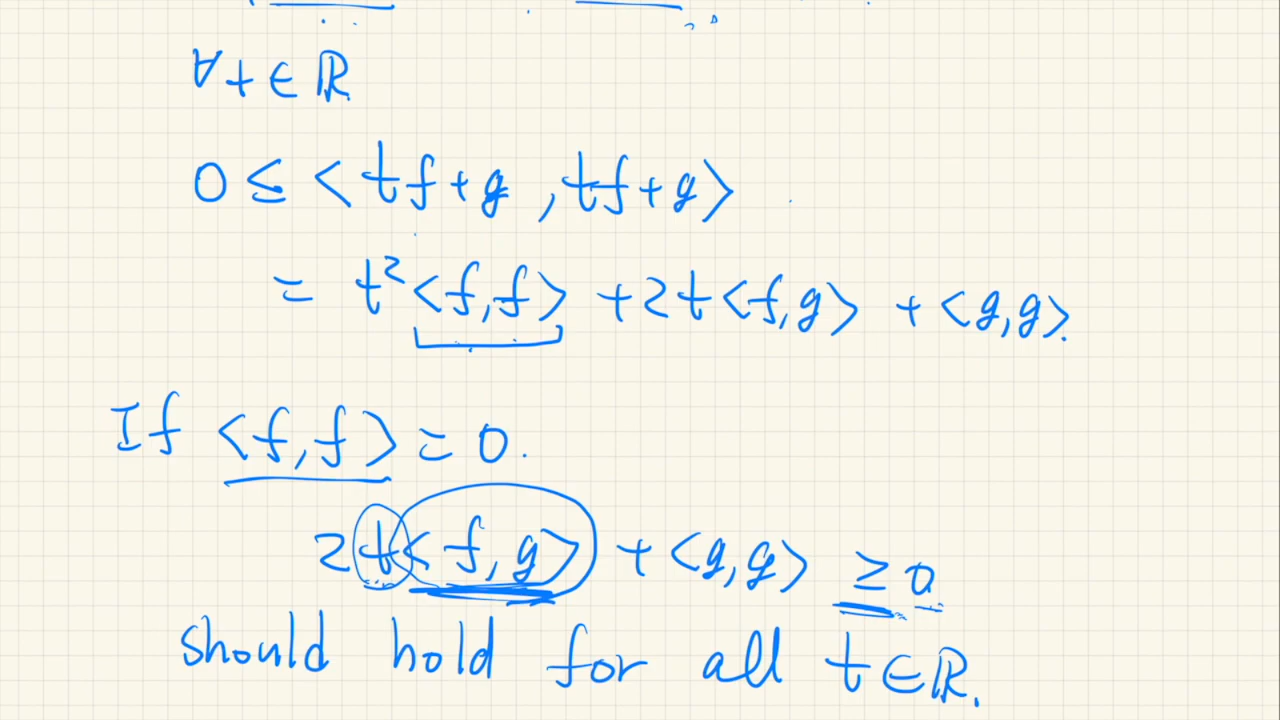 ∀t ∈ ℝ
0 ≤ <tf+g, tf+g>
= t²<f,f> + 2t<f,g> + <g,g>.
If <f,f> = 0.
2t<f,g> + <g,g> ≥ 0
should hold for all t∈ℝ.